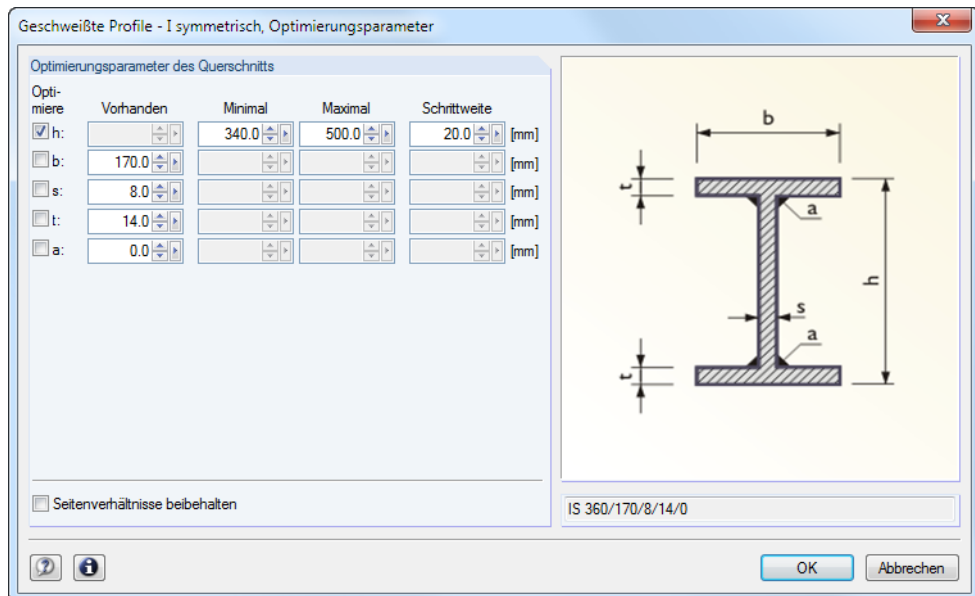 Geschweißte Profile - I symmetrisch, Optimierungsparameter
Optimierungsparameter des Querschnitts
Opti-
miere Vorhanden Minimal Maximal Schrittweite
h: 340.0 500.0 20.0 [mm]
b: 170.0 [mm]
s: 8.0 [mm]
t: 14.0 [mm]
a: 0.0 [mm]
Seitenverhältnisse beibehalten
b
t
a
h
s
a
t
IS 360/170/8/14/0
OK Abbrechen